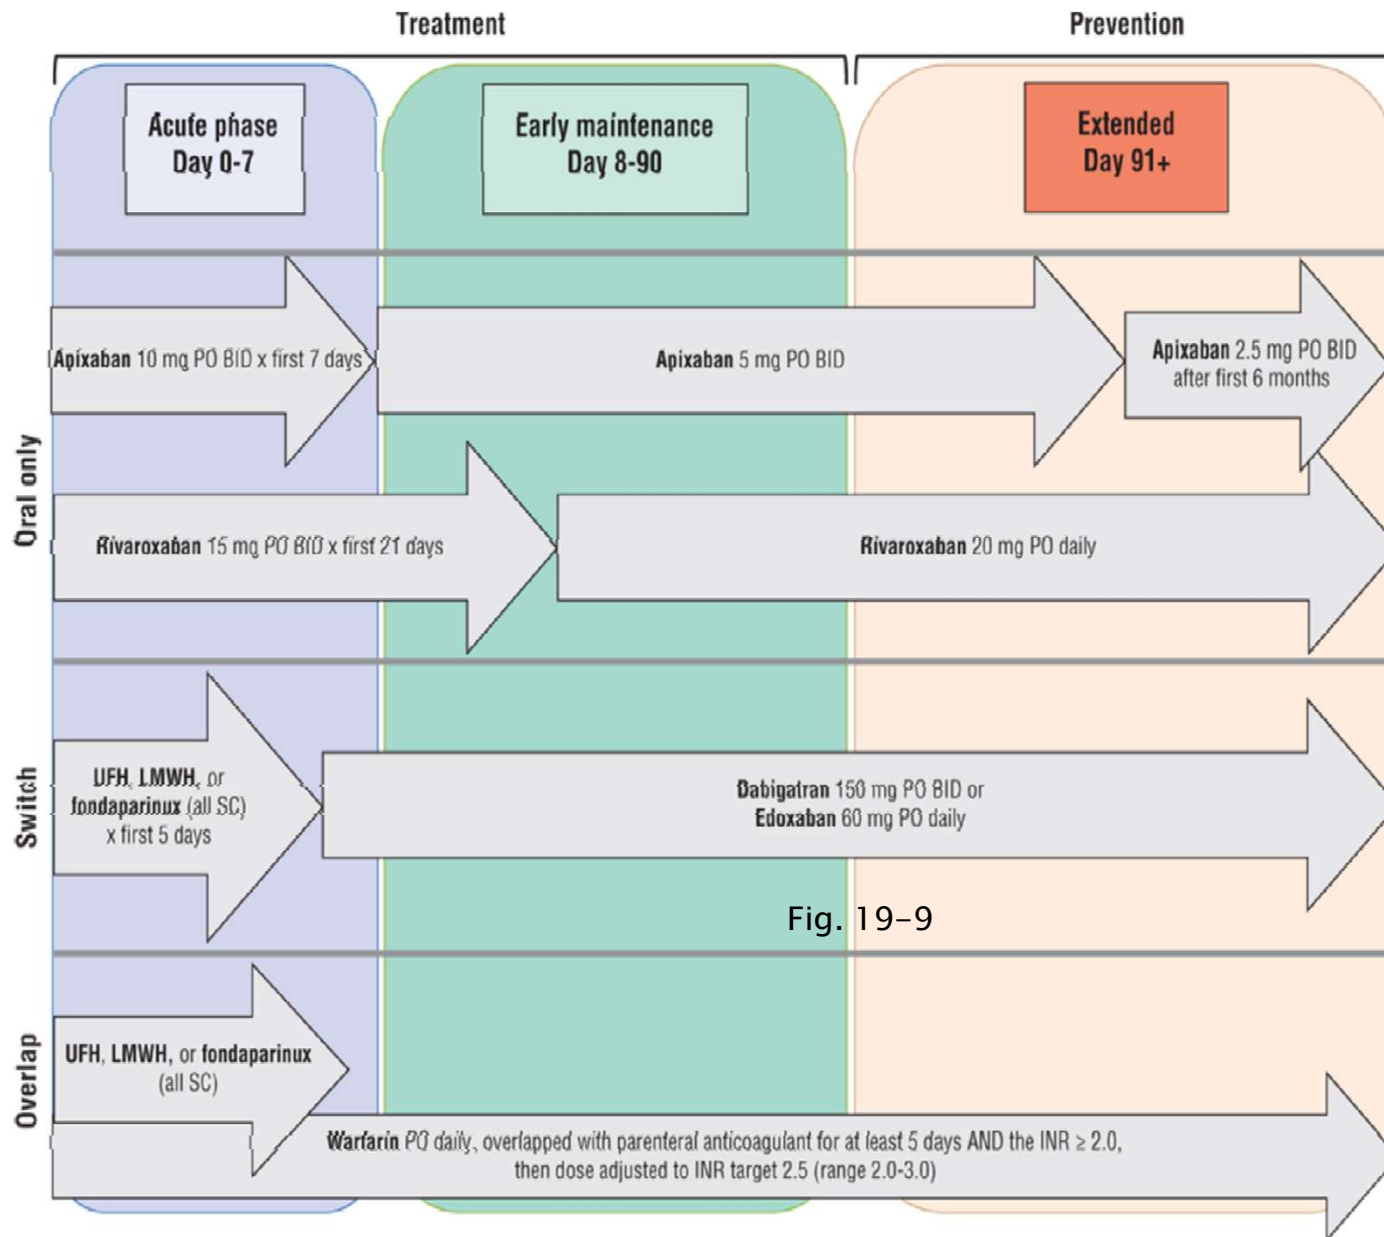 Treatment
Prevention
Acute phase
Day 0-7
Early maintenance
Day 8-90
Extended
Day 91+
Oral only
Apixaban 10 mg PO BID x first 7 days
Apixaban 5 mg PO BID
Apixaban 2.5 mg PO BID
after first 6 months
Rivaroxaban 15 mg PO BID x first 21 days
Rivaroxaban 20 mg PO daily
Switch
UFH, LMWH, or
fondaparinux (all SC)
x first 5 days
Dabigatran 150 mg PO BID or
Edoxaban 60 mg PO daily
Fig. 19-9
Overlap
UFH, LMWH, or fondaparinux
(all SC)
Warfarin PO daily, overlapped with parenteral anticoagulant for at least 5 days AND the INR ≥ 2.0,
then dose adjusted to INR target 2.5 (range 2.0-3.0)